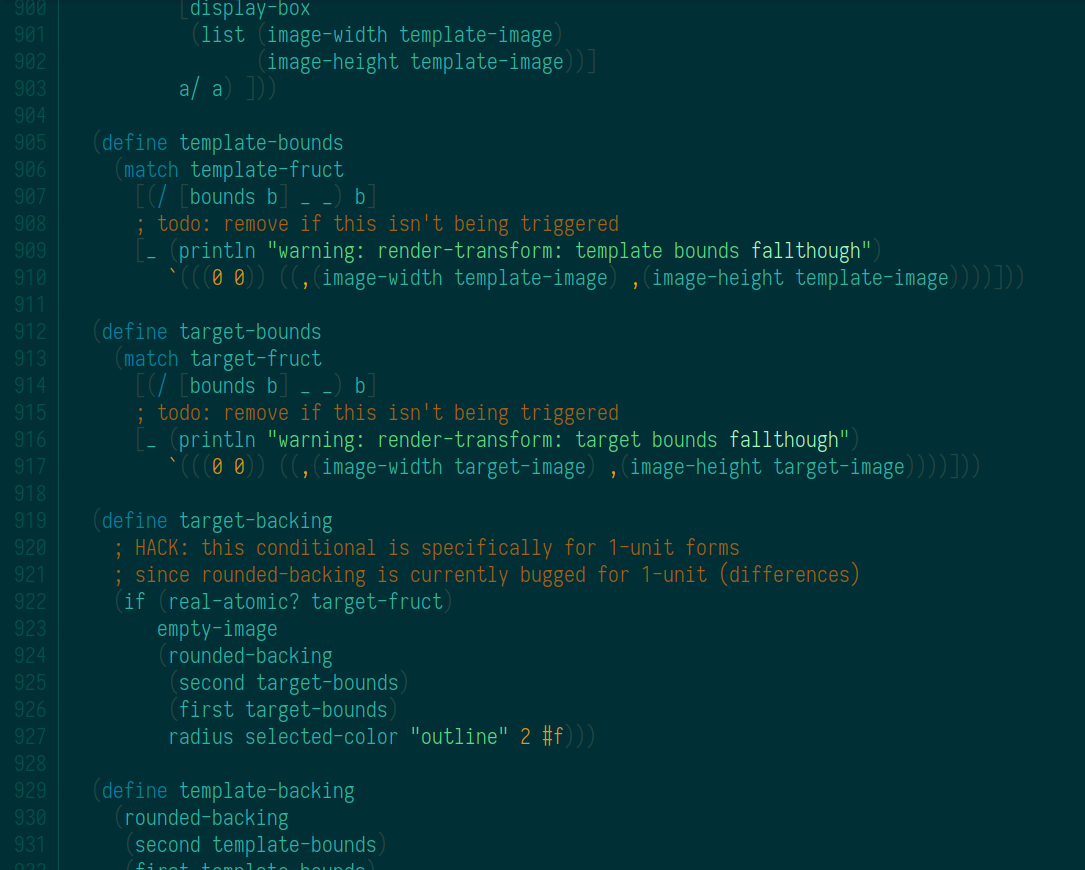 900 [display-box
901 (list (image-width template-image)
902 (image-height template-image))]
903 a/ a) ]))
904
905 (define template-bounds
906 (match template-fruct
907 [(/ [bounds b] _ _) b]
908 ; todo: remove if this isn't being triggered
909 [_ (println "warning: render-transform: template bounds fallthough")
910 `(((0 0)) ((,(image-width template-image) ,(image-height template-image))))]))
911
912 (define target-bounds
913 (match target-fruct
914 [(/ [bounds b] _ _) b]
915 ; todo: remove if this isn't being triggered
916 [_ (println "warning: render-transform: target bounds fallthough")
917 `(((0 0)) ((,(image-width target-image) ,(image-height target-image))))]))
918
919 (define target-backing
920 ; HACK: this conditional is specifically for 1-unit forms
921 ; since rounded-backing is currently bugged for 1-unit (differences)
922 (if (real-atomic? target-fruct)
923 empty-image
924 (rounded-backing
925 (second target-bounds)
926 (first target-bounds)
927 radius selected-color "outline" 2 #f)))
928
929 (define template-backing
930 (rounded-backing
931 (second template-bounds)
932 (first template-bounds)